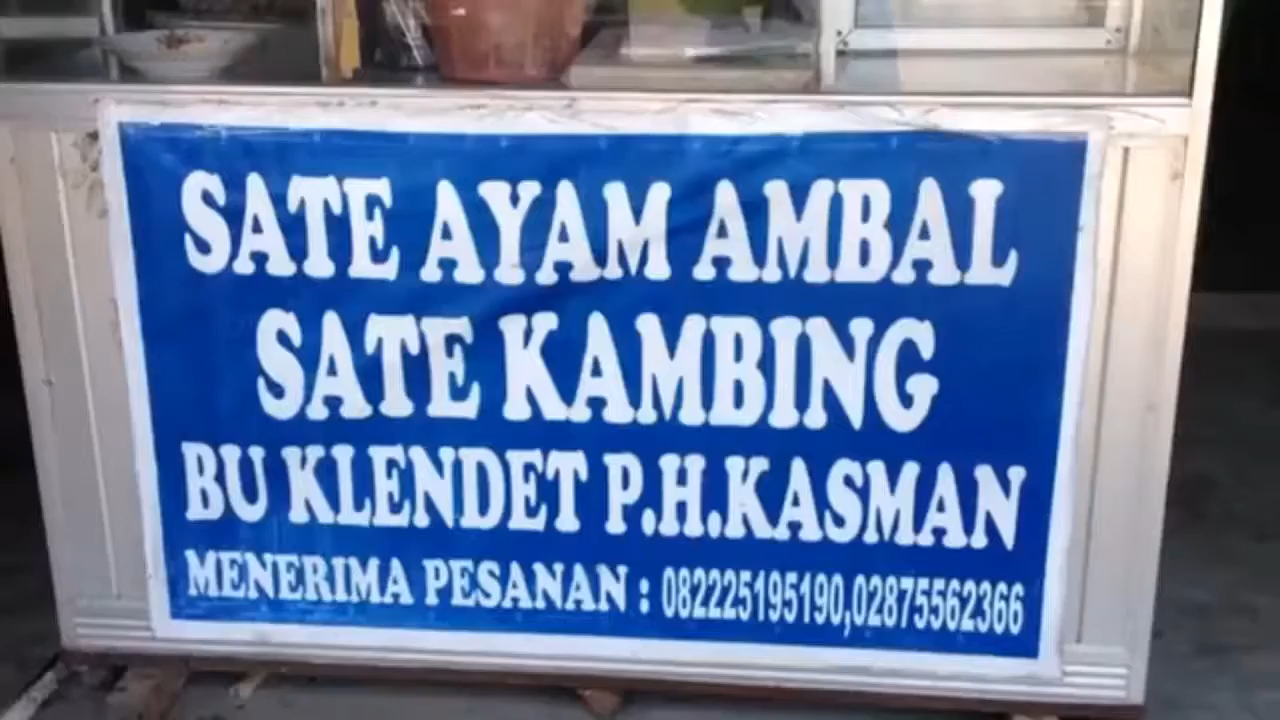 SATE AYAM AMBAL
SATE KAMBING
BU KLENDET P.H.KASMAN
MENERIMA PESANAN : 082225195190,02875562366